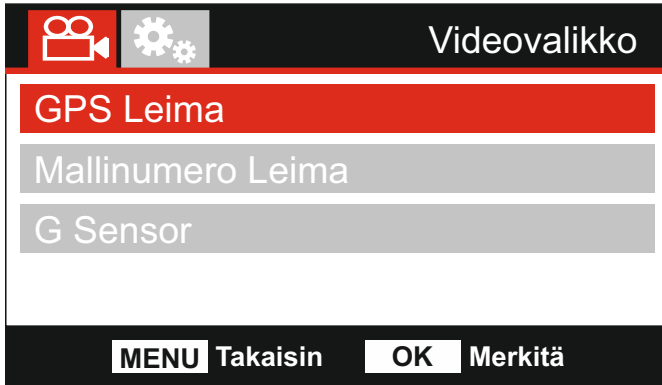 Videovalikko
GPS Leima
Mallinumero Leima
G Sensor
MENU Takaisin OK Merkitä